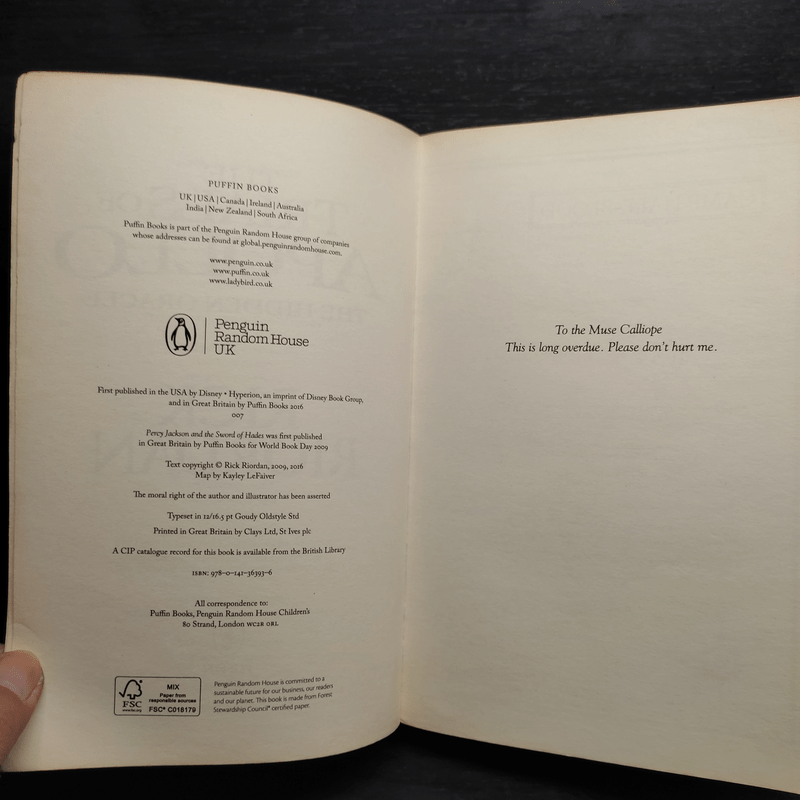 PUFFIN BOOKS
UK | USA | Canada | Ireland | Australia
India | New Zealand | South Africa
Puffin Books is part of the Penguin Random House group of companies
whose addresses can be found at global.penguinrandomhouse.com.
www.penguin.co.uk
www.puffin.co.uk
www.ladybird.co.uk
Penguin
Random House
UK
First published in the USA by Disney • Hyperion, an imprint of Disney Book Group,
and in Great Britain by Puffin Books 2016
007
Percy Jackson and the Sword of Hades was first published
in Great Britain by Puffin Books for World Book Day 2009
Text copyright © Rick Riordan, 2009, 2016
Map by Kayley LeFaiver
The moral right of the author and illustrator has been asserted
Typeset in 12/16.5 pt Goudy Oldstyle Std
Printed in Great Britain by Clays Ltd, St Ives plc
A CIP catalogue record for this book is available from the British Library
ISBN: 978-0-141-36393-6
All correspondence to:
Puffin Books, Penguin Random House Children's
80 Strand, London WC2R 0RL
FSC
www.fsc.org
MIX
Paper from
responsible sources
FSC® C018179
Penguin Random House is committed to a
sustainable future for our business, our readers
and our planet. This book is made from Forest
Stewardship Council® certified paper.
To the Muse Calliope
This is long overdue. Please don't hurt me.